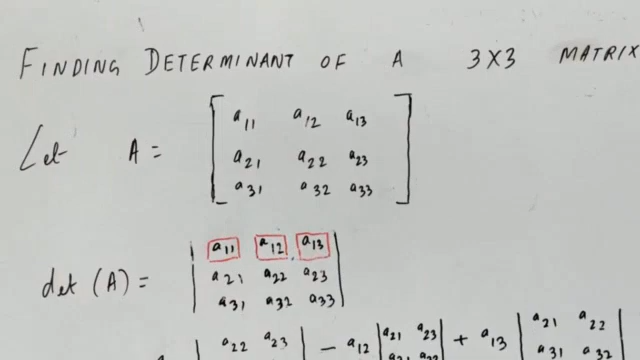 FINDING DETERMINANT OF A 3X3 MATRIX
Let A = [ a11 a12 a13
a21 a22 a23
a31 a32 a33 ]
| a11 a12 a13 |
det (A) = | a21 a22 a23 |
| a31 a32 a33 |
| a22 a23 | - a12 | a21 a23 | + a13 | a21 a22 |
a31 a32